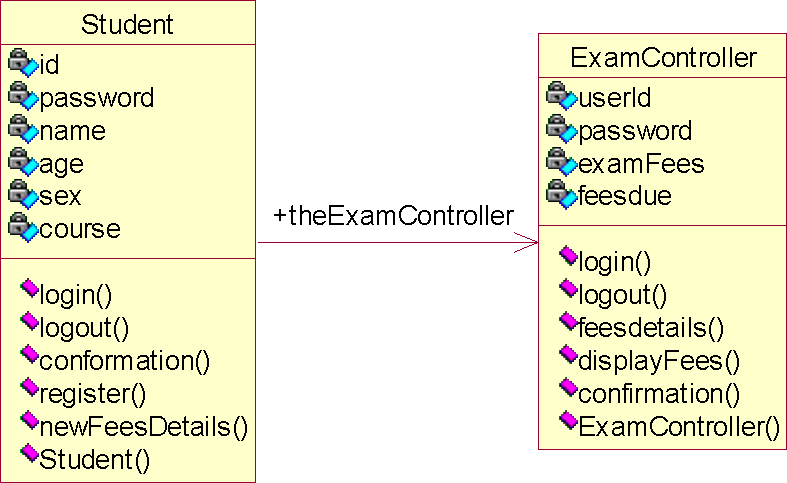 Student
id
password
name
age
sex
course
login()
logout()
conformation()
register()
newFeesDetails()
Student()
+theExamController
ExamController
userId
password
examFees
feesdue
login()
logout()
feesdetails()
displayFees()
confirmation()
ExamController()